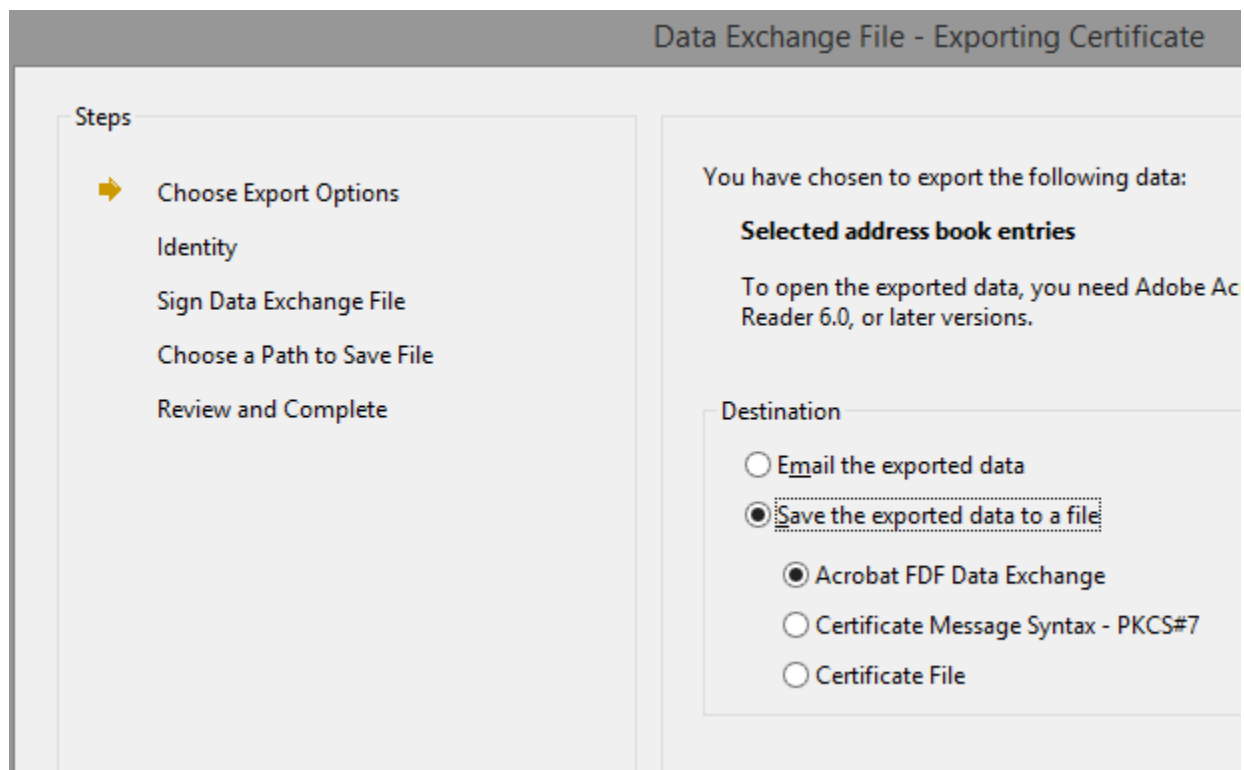 Data Exchange File - Exporting Certificate
Steps
Choose Export Options
Identity
Sign Data Exchange File
Choose a Path to Save File
Review and Complete
You have chosen to export the following data:
Selected address book entries
To open the exported data, you need Adobe
Reader 6.0, or later versions.
Destination
Email the exported data
Save the exported data to a file
Acrobat FDF Data Exchange
Certificate Message Syntax - PKCS#7
Certificate File